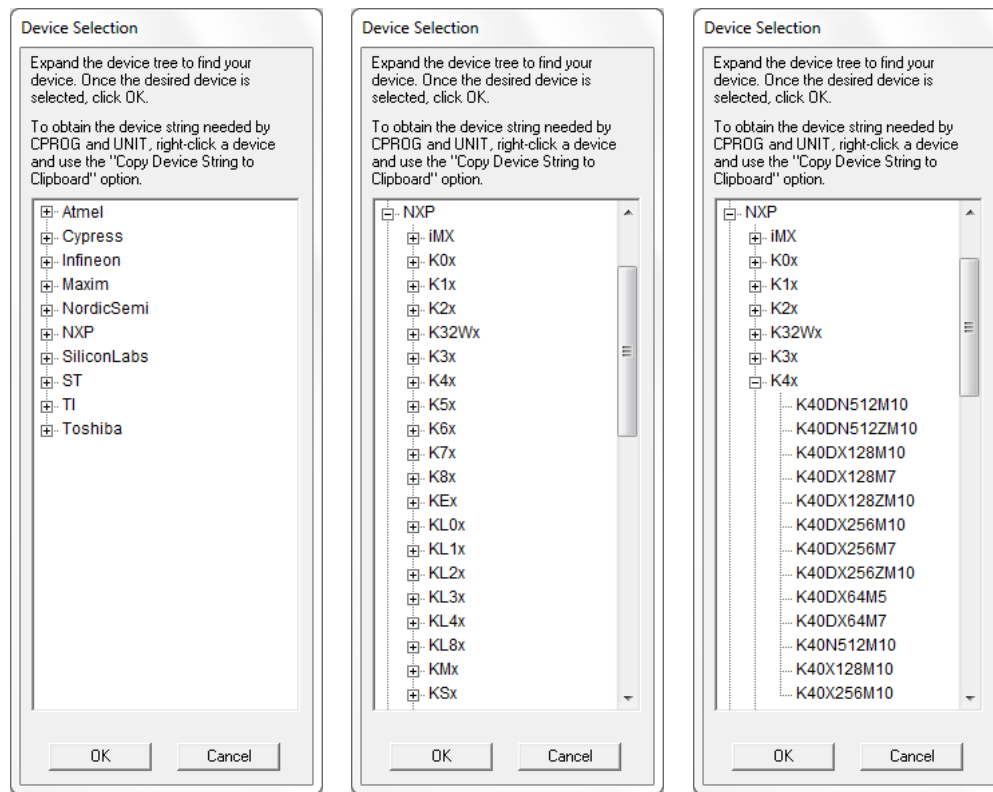 Device Selection
Expand the device tree to find your
device. Once the desired device is
selected, click OK.
To obtain the device string needed by
CPROG and UNIT, right-click a device
and use the "Copy Device String to
Clipboard" option.
Atmel
Cypress
Infineon
Maxim
NordicSemi
NXP
SiliconLabs
ST
TI
Toshiba
OK
Cancel
Device Selection
Expand the device tree to find your
device. Once the desired device is
selected, click OK.
To obtain the device string needed by
CPROG and UNIT, right-click a device
and use the "Copy Device String to
Clipboard" option.
NXP
iMX
K0x
K1x
K2x
K32Wx
K3x
K4x
K5x
K6x
K7x
K8x
KEx
KL0x
KL1x
KL2x
KL3x
KL4x
KL8x
KMx
KSx
OK
Cancel
Device Selection
Expand the device tree to find your
device. Once the desired device is
selected, click OK.
To obtain the device string needed by
CPROG and UNIT, right-click a device
and use the "Copy Device String to
Clipboard" option.
NXP
iMX
K0x
K1x
K2x
K32Wx
K3x
K4x
K40DN512M10
K40DN512ZM10
K40DX128M10
K40DX128M7
K40DX128ZM10
K40DX256M10
K40DX256M7
K40DX256ZM10
K40DX64M5
K40DX64M7
K40N512M10
K40X128M10
K40X256M10
OK
Cancel